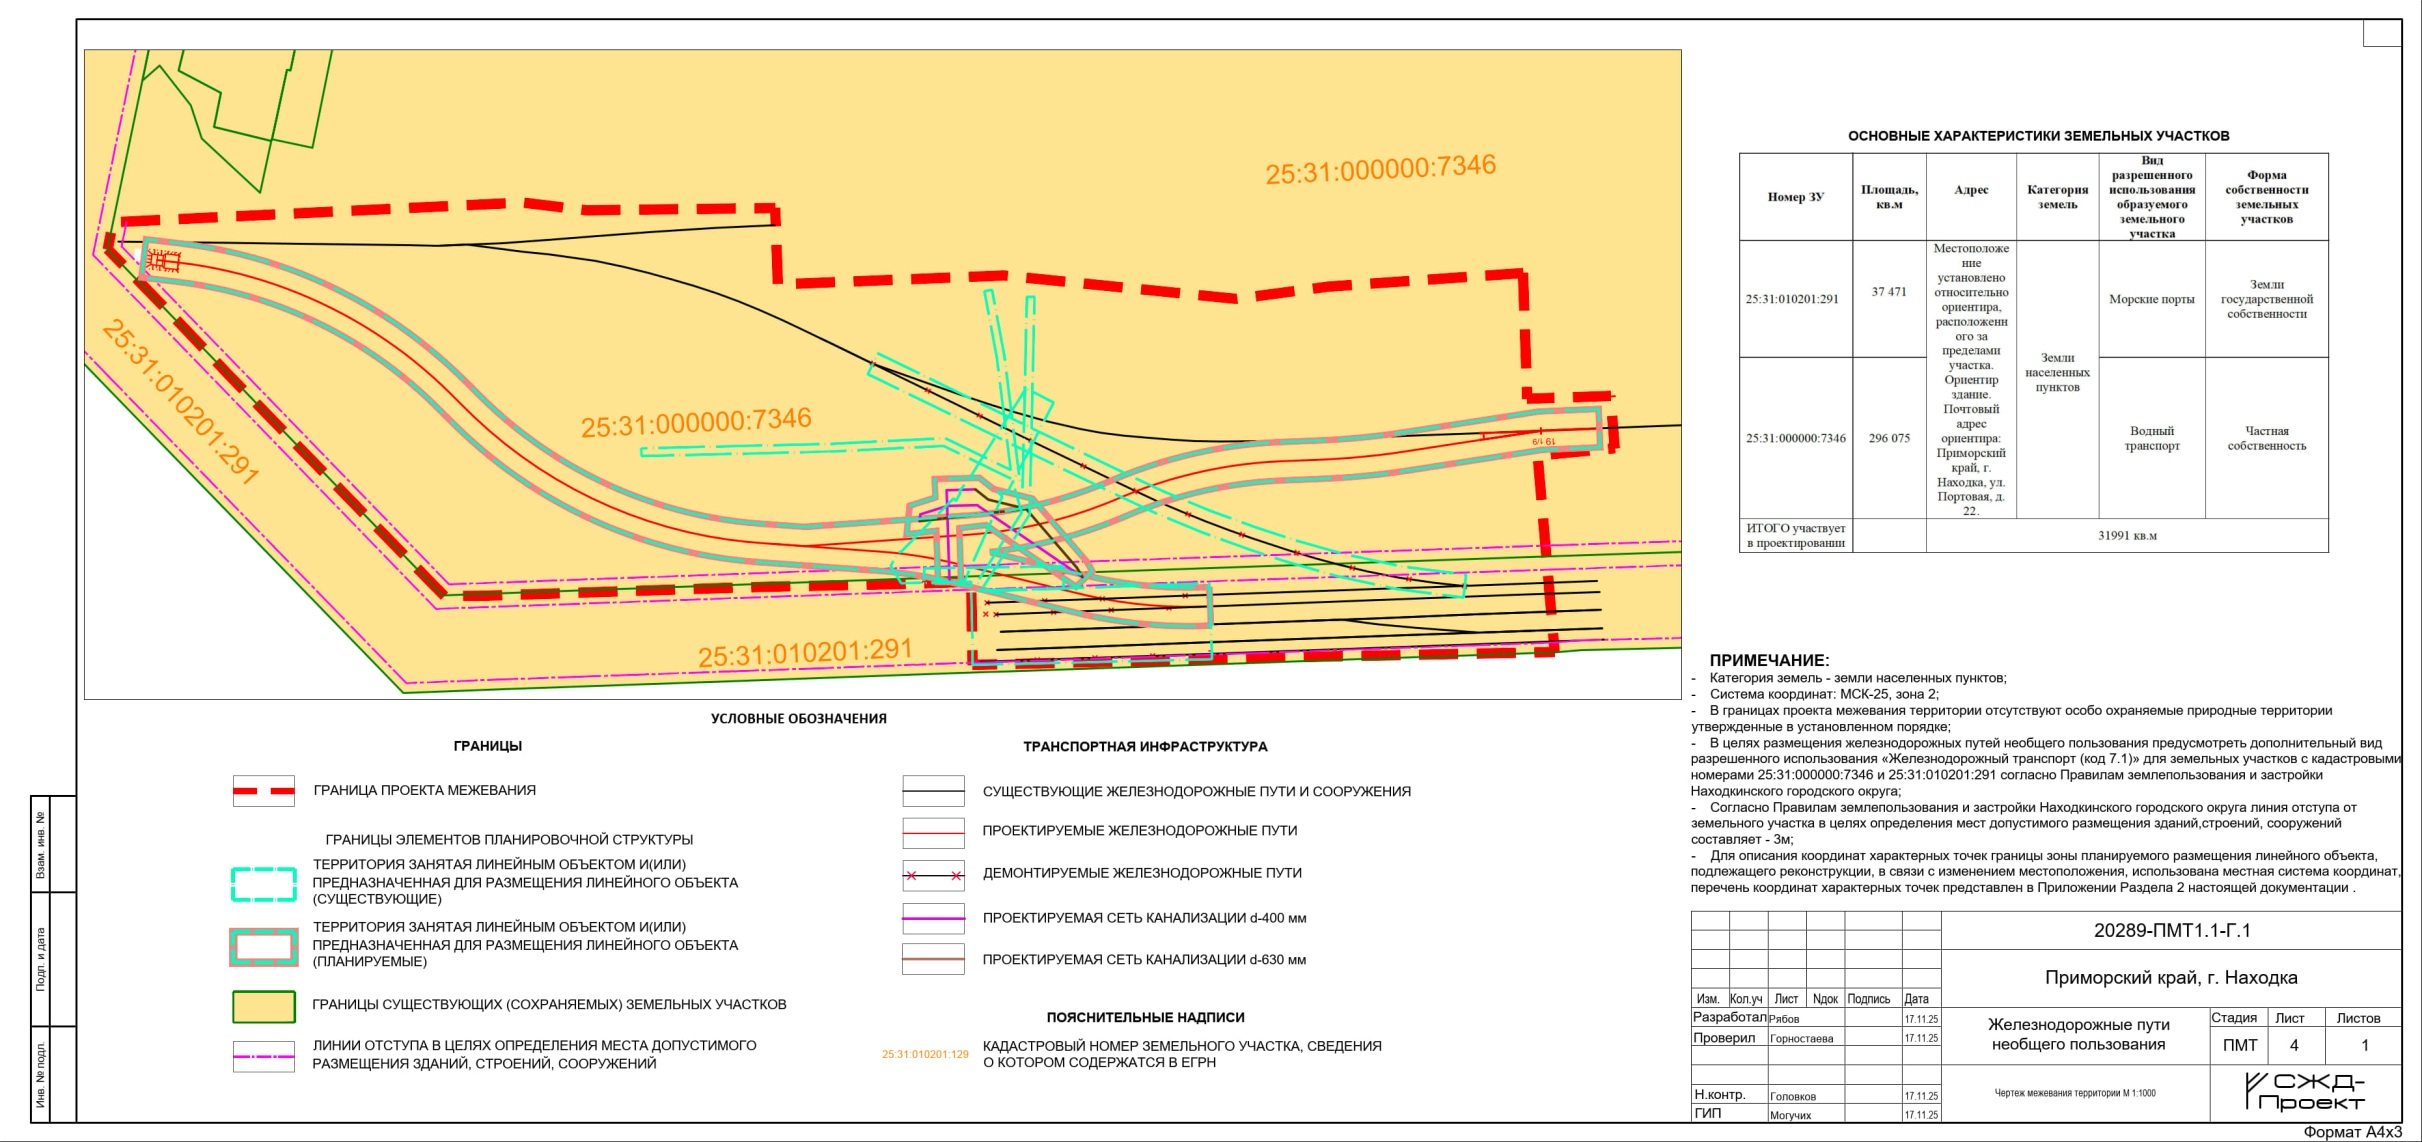 25:31:000000:7346
25:31:010201:291
25:31:000000:7346
25:31:010201:291
19 1/9
ОСНОВНЫЕ ХАРАКТЕРИСТИКИ ЗЕМЕЛЬНЫХ УЧАСТКОВ
Номер ЗУ
Площадь,
кв.м
Адрес
Категория
земель
Вид
разрешенного
использования
образуемого
земельного
участка
Форма
собственности
земельных
участков
25:31:010201:291
37 471
Местоположе
ние
установлено
относительно
ориентира,
расположенн
ого за
пределами
участка.
Ориентир
здание.
Почтовый
адрес
ориентира:
Приморский
край, г.
Находка, ул.
Портовая, д.
22.
Земли
населенных
пунктов
Морские порты
Земли
государственной
собственности
25:31:000000:7346
296 075
Водный
транспорт
Частная
собственность
ИТОГО участвует
в проектировании
31991 кв.м
ПРИМЕЧАНИЕ:
- Категория земель - земли населенных пунктов;
- Система координат: МСК-25, зона 2;
- В границах проекта межевания территории отсутствуют особо охраняемые природные территории
утвержденные в установленном порядке;
- В целях размещения железнодорожных путей необщего пользования предусмотреть дополнительный вид
разрешенного использования «Железнодорожный транспорт (код 7.1)» для земельных участков с кадастровыми
номерами 25:31:000000:7346 и 25:31:010201:291 согласно Правилам землепользования и застройки
Находкинского городского округа;
- Согласно Правилам землепользования и застройки Находкинского городского округа линия отступа от
земельного участка в целях определения мест допустимого размещения зданий,строений, сооружений
составляет - 3м;
- Для описания координат характерных точек границы зоны планируемого размещения линейного объекта,
подлежащего реконструкции, в связи с изменением местоположения, использована местная система координат,
перечень координат характерных точек представлен в Приложении Раздела 2 настоящей документации .
УСЛОВНЫЕ ОБОЗНАЧЕНИЯ
ГРАНИЦЫ
ГРАНИЦА ПРОЕКТА МЕЖЕВАНИЯ
ГРАНИЦЫ ЭЛЕМЕНТОВ ПЛАНИРОВОЧНОЙ СТРУКТУРЫ
ТЕРРИТОРИЯ ЗАНЯТАЯ ЛИНЕЙНЫМ ОБЪЕКТОМ И(ИЛИ)
ПРЕДНАЗНАЧЕННАЯ ДЛЯ РАЗМЕЩЕНИЯ ЛИНЕЙНОГО ОБЪЕКТА
(СУЩЕСТВУЮЩИЕ)
ТЕРРИТОРИЯ ЗАНЯТАЯ ЛИНЕЙНЫМ ОБЪЕКТОМ И(ИЛИ)
ПРЕДНАЗНАЧЕННАЯ ДЛЯ РАЗМЕЩЕНИЯ ЛИНЕЙНОГО ОБЪЕКТА
(ПЛАНИРУЕМЫЕ)
ГРАНИЦЫ СУЩЕСТВУЮЩИХ (СОХРАНЯЕМЫХ) ЗЕМЕЛЬНЫХ УЧАСТКОВ
ЛИНИИ ОТСТУПА В ЦЕЛЯХ ОПРЕДЕЛЕНИЯ МЕСТА ДОПУСТИМОГО
РАЗМЕЩЕНИЯ ЗДАНИЙ, СТРОЕНИЙ, СООРУЖЕНИЙ
ТРАНСПОРТНАЯ ИНФРАСТРУКТУРА
СУЩЕСТВУЮЩИЕ ЖЕЛЕЗНОДОРОЖНЫЕ ПУТИ И СООРУЖЕНИЯ
ПРОЕКТИРУЕМЫЕ ЖЕЛЕЗНОДОРОЖНЫЕ ПУТИ
ДЕМОНТИРУЕМЫЕ ЖЕЛЕЗНОДОРОЖНЫЕ ПУТИ
ПРОЕКТИРУЕМАЯ СЕТЬ КАНАЛИЗАЦИИ d-400 мм
ПРОЕКТИРУЕМАЯ СЕТЬ КАНАЛИЗАЦИИ d-630 мм
ПОЯСНИТЕЛЬНЫЕ НАДПИСИ
25:31:010201:129
КАДАСТРОВЫЙ НОМЕР ЗЕМЕЛЬНОГО УЧАСТКА, СВЕДЕНИЯ
О КОТОРОМ СОДЕРЖАТСЯ В ЕГРН
Взам. инв. №
Подп. и дата
Инв. № подл.
20289-ПМТ1.1-Г.1
Приморский край, г. Находка
Изм. Кол.уч Лист Nдок Подпись Дата
Разработал Рябов 17.11.25
Проверил Горностаева 17.11.25
Н.контр. Головков 17.11.25
ГИП Могучих 17.11.25
Железнодорожные пути
необщего пользования
Стадия Лист Листов
ПМТ 4 1
Чертеж межевания территории М 1:1000
СЖД-
Проект
Формат А4х3